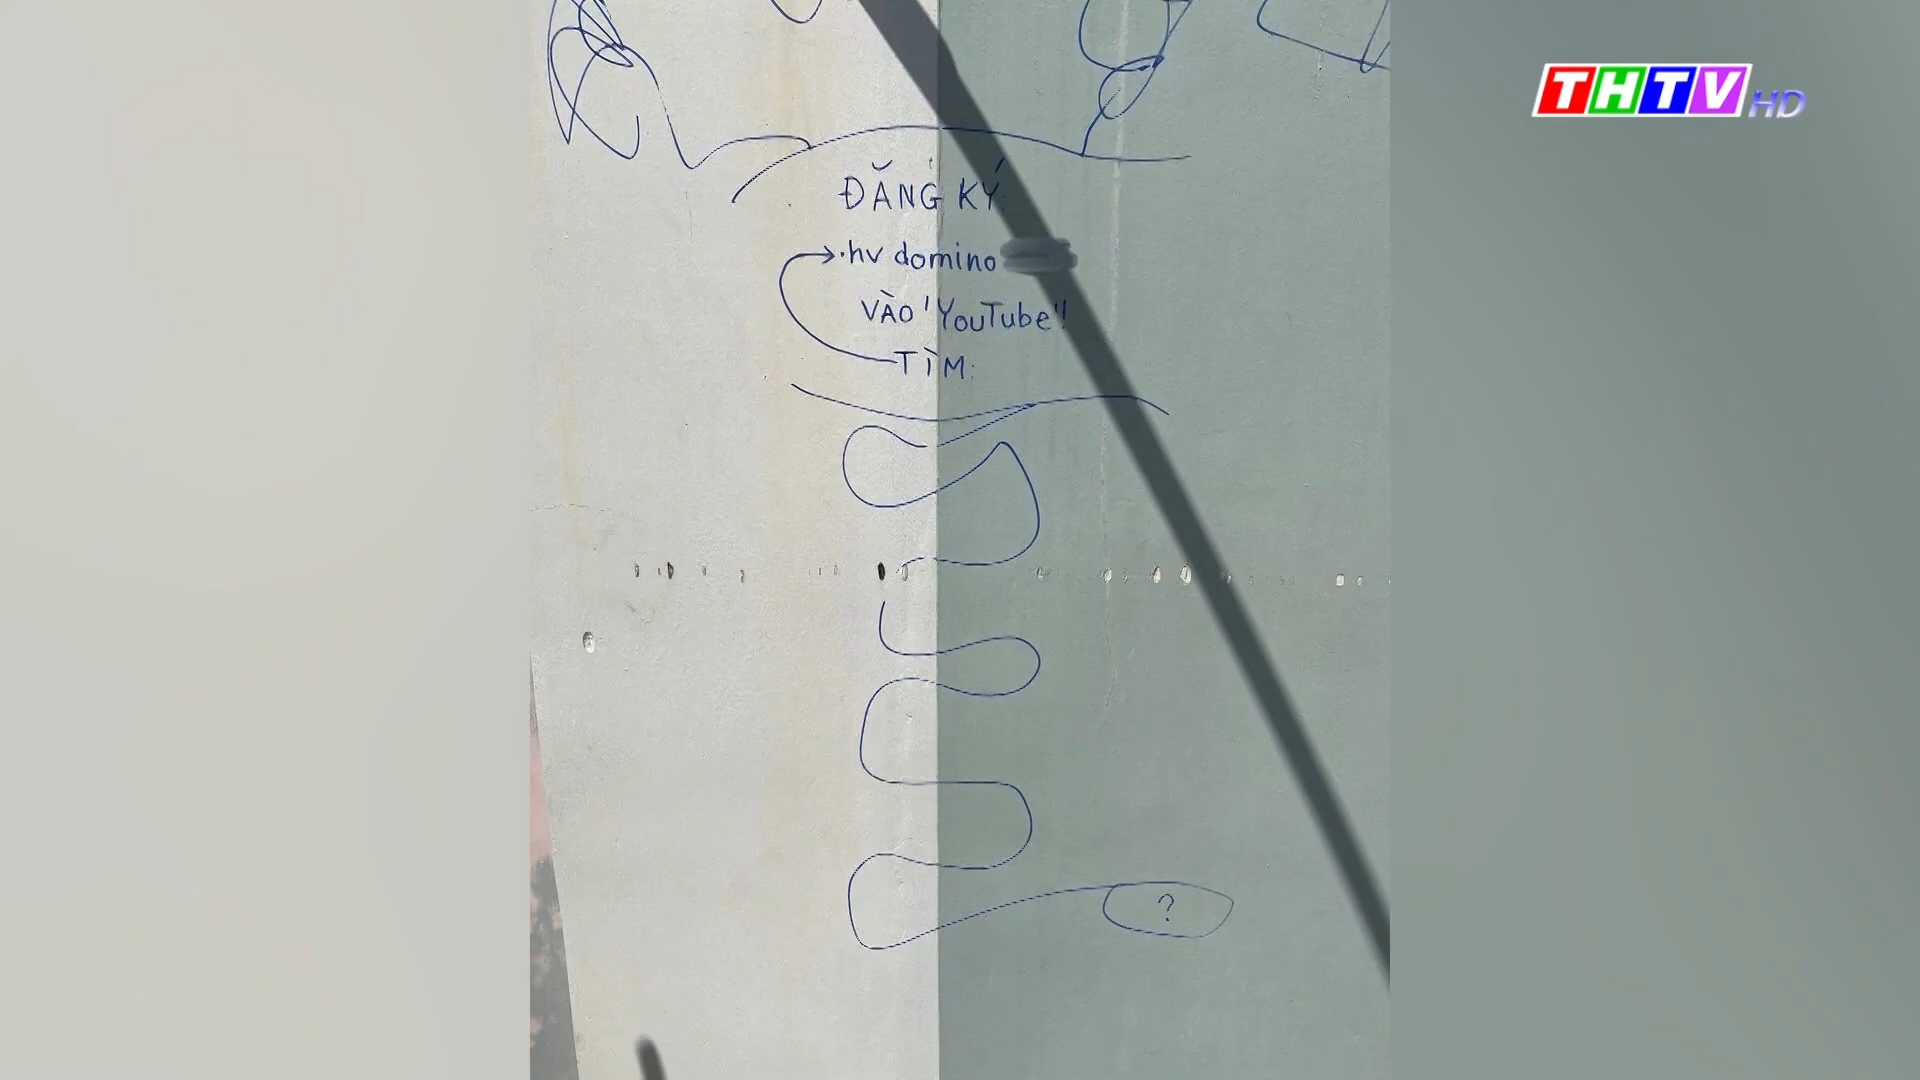 THTV HD
ĐĂNG KÝ:
.hv domino
VÀO "YouTube"!
TÌM:
?